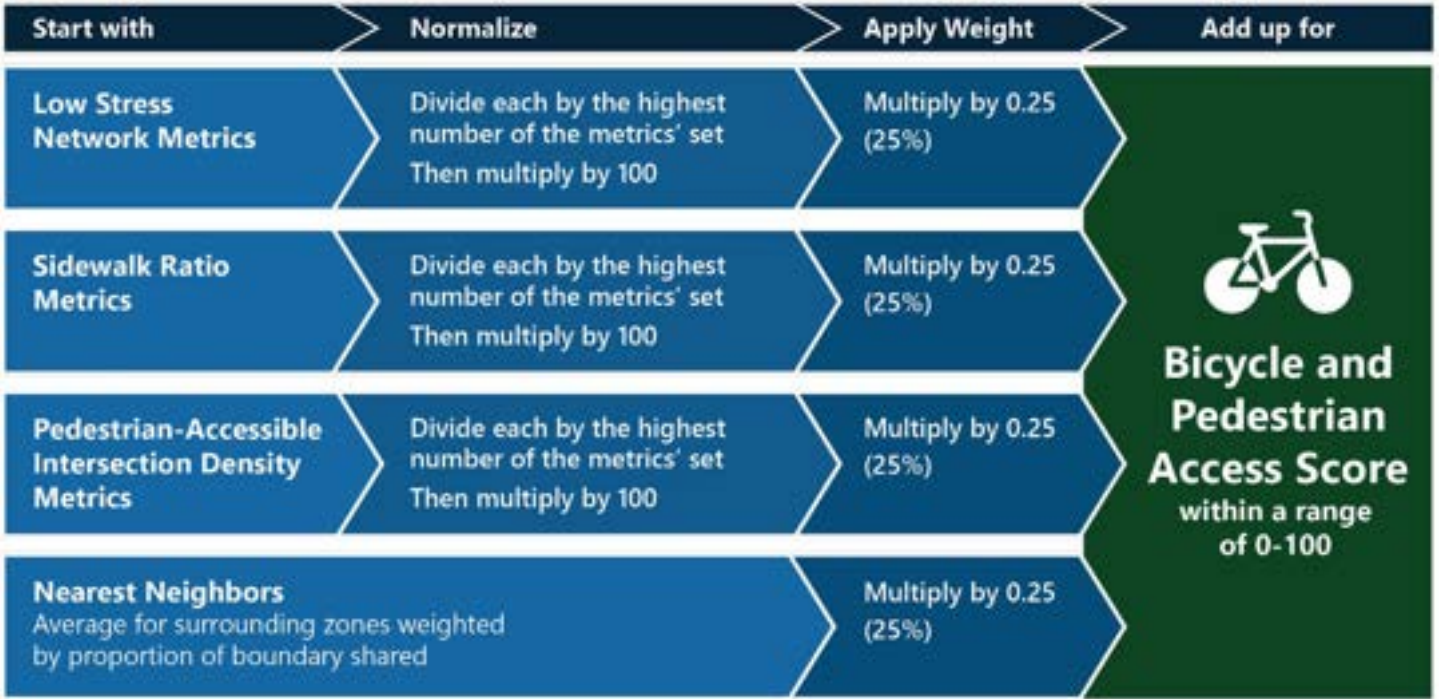 Start with
Normalize
Apply Weight
Add up for
Low Stress
Network Metrics
Divide each by the highest
number of the metrics' set
Then multiply by 100
Multiply by 0.25
(25%)
Sidewalk Ratio
Metrics
Divide each by the highest
number of the metrics' set
Then multiply by 100
Multiply by 0.25
(25%)
Pedestrian-Accessible
Intersection Density
Metrics
Divide each by the highest
number of the metrics' set
Then multiply by 100
Multiply by 0.25
(25%)
Nearest Neighbors
Average for surrounding zones weighted
by proportion of boundary shared
Multiply by 0.25
(25%)
Bicycle and
Pedestrian
Access Score
within a range
of 0-100